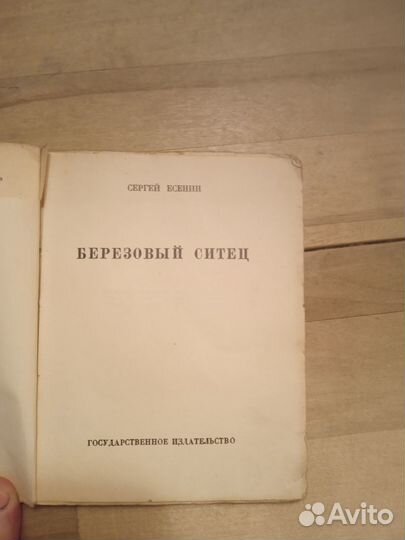 СЕРГЕЙ ЕСЕНИН
БЕРЕЗОВЫЙ СИТЕЦ
ГОСУДАРСТВЕННОЕ ИЗДАТЕЛЬСТВО
Avito